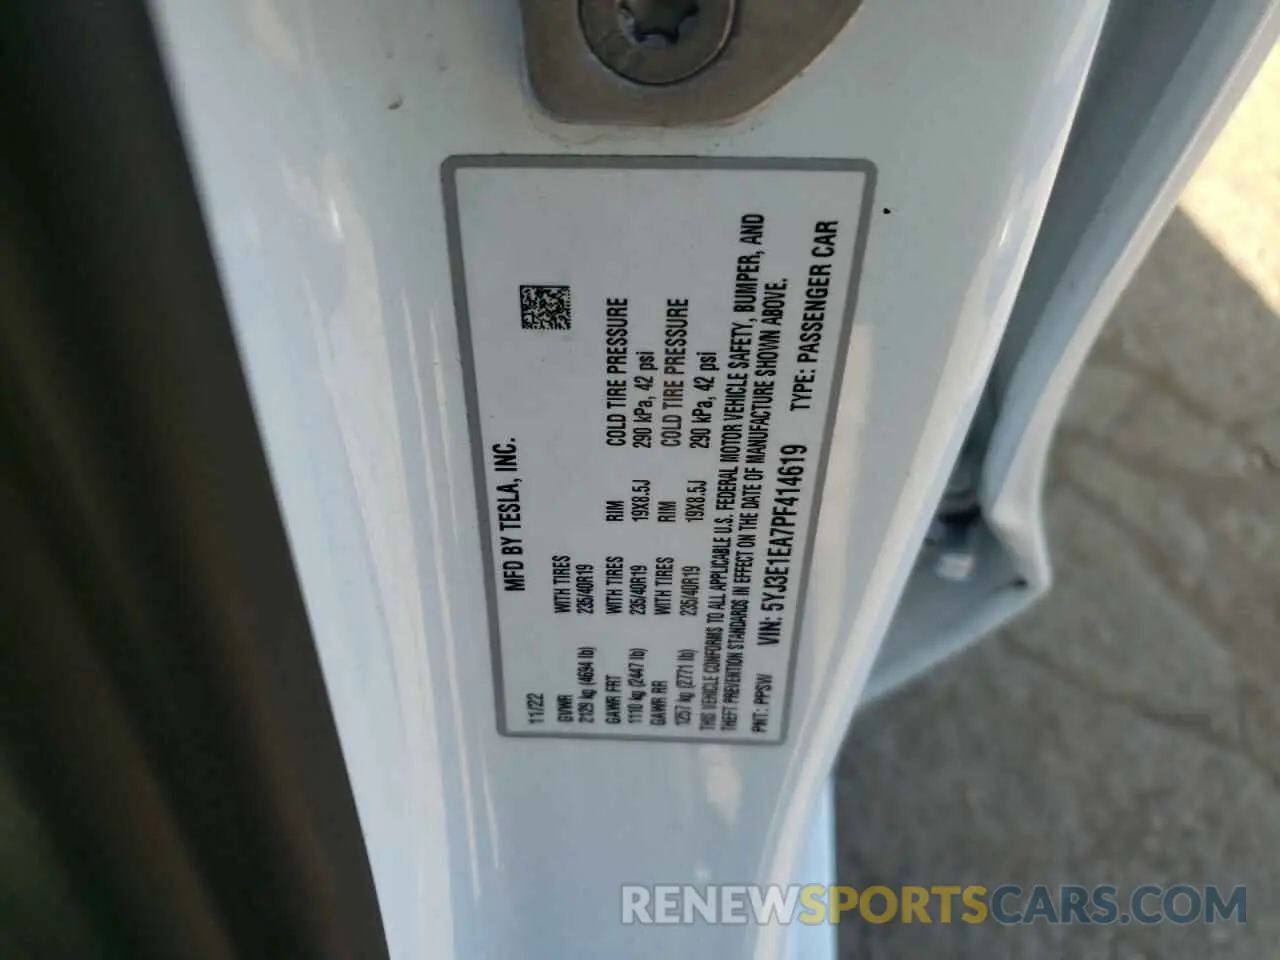 MFD BY TESLA, INC.
11/22
GVWR WITH TIRES
2129 kg (4694 lb) 235/40R19
GAWR FRT WITH TIRES RIM COLD TIRE PRESSURE
1110 kg (2447 lb) 235/40R19 19X8.5J 290 kPa, 42 psi
GAWR RR WITH TIRES RIM COLD TIRE PRESSURE
1257 kg (2771 lb) 235/40R19 19X8.5J 290 kPa, 42 psi
THIS VEHICLE CONFORMS TO ALL APPLICABLE U.S. FEDERAL MOTOR VEHICLE SAFETY, BUMPER, AND
THEFT PREVENTION STANDARDS IN EFFECT ON THE DATE OF MANUFACTURE SHOWN ABOVE.
PNT: PPSW VIN: 5YJ3E1EA7PF414619 TYPE: PASSENGER CAR
RENEWSPORTSCARS.COM